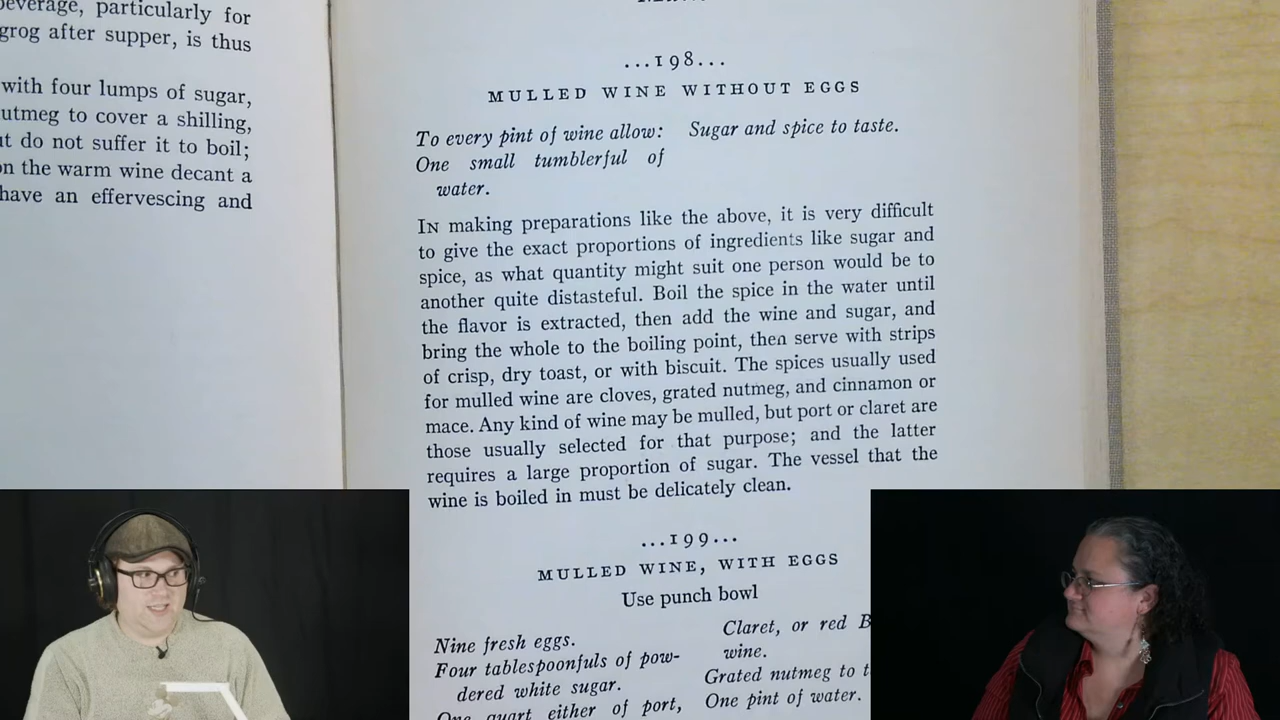 beverage, particularly for
grog after supper, is thus
with four lumps of sugar,
utmeg to cover a shilling,
ut do not suffer it to boil;
on the warm wine decant a
have an effervescing and
...198...
MULLED WINE WITHOUT EGGS
To every pint of wine allow:
One small tumblerful of
water.
Sugar and spice to taste.
IN making preparations like the above, it is very difficult
to give the exact proportions of ingredients like sugar and
spice, as what quantity might suit one person would be to
another quite distasteful. Boil the spice in the water until
the flavor is extracted, then add the wine and sugar, and
bring the whole to the boiling point, then serve with strips
of crisp, dry toast, or with biscuit. The spices usually used
for mulled wine are cloves, grated nutmeg, and cinnamon or
mace. Any kind of wine may be mulled, but port or claret are
those usually selected for that purpose; and the latter
requires a large proportion of sugar. The vessel that the
wine is boiled in must be delicately clean.
...199...
MULLED WINE, WITH EGGS
Use punch bowl
Nine fresh eggs.
Four tablespoonfuls of pow-
dered white sugar.
One quart either of port,
Claret, or red B
wine.
Grated nutmeg to t
One pint of water.